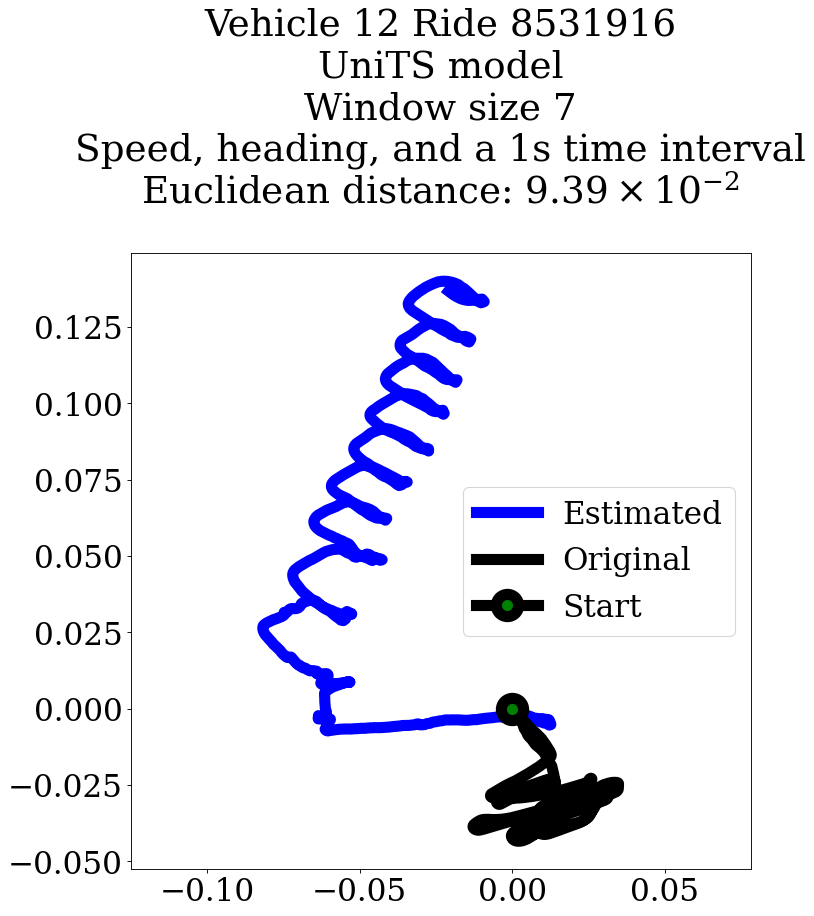 Vehicle 12 Ride 8531916
UniTS model
Window size 7
Speed, heading, and a 1s time interval
Euclidean distance: 9.39 × 10⁻²
0.125
0.100
0.075
0.050
0.025
0.000
−0.025
−0.050
Estimated
Original
Start
−0.10
−0.05
0.00
0.05